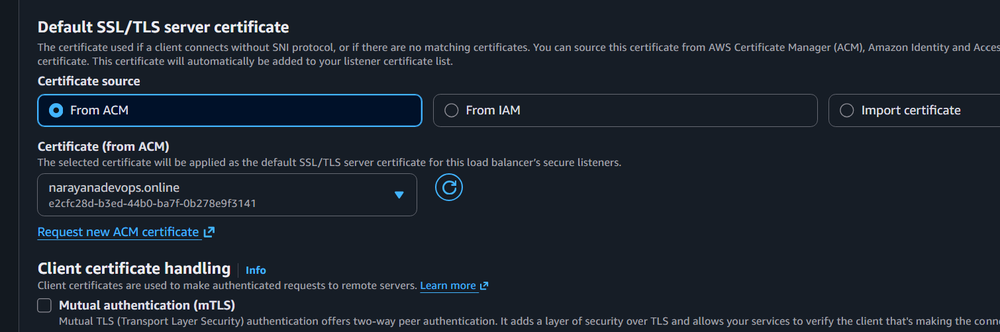 Default SSL/TLS server certificate
The certificate used if a client connects without SNI protocol, or if there are no matching certificates. You can source this certificate from AWS Certificate Manager (ACM), Amazon Identity and
certificate. This certificate will automatically be added to your listener certificate list.
Certificate source
From ACM
From IAM
Import certificate
Certificate (from ACM)
The selected certificate will be applied as the default SSL/TLS server certificate for this load balancer’s secure listeners.
narayanadevops.online
e2cfc28d-b3ed-44b0-ba7f-0b278e9f3141
Request new ACM certificate
Client certificate handling
Info
Client certificates are used to make authenticated requests to remote servers. Learn more
Mutual authentication (mTLS)
Mutual TLS (Transport Layer Security) authentication offers two-way peer authentication. It adds a layer of security over TLS and allows your services to verify the client that's making the